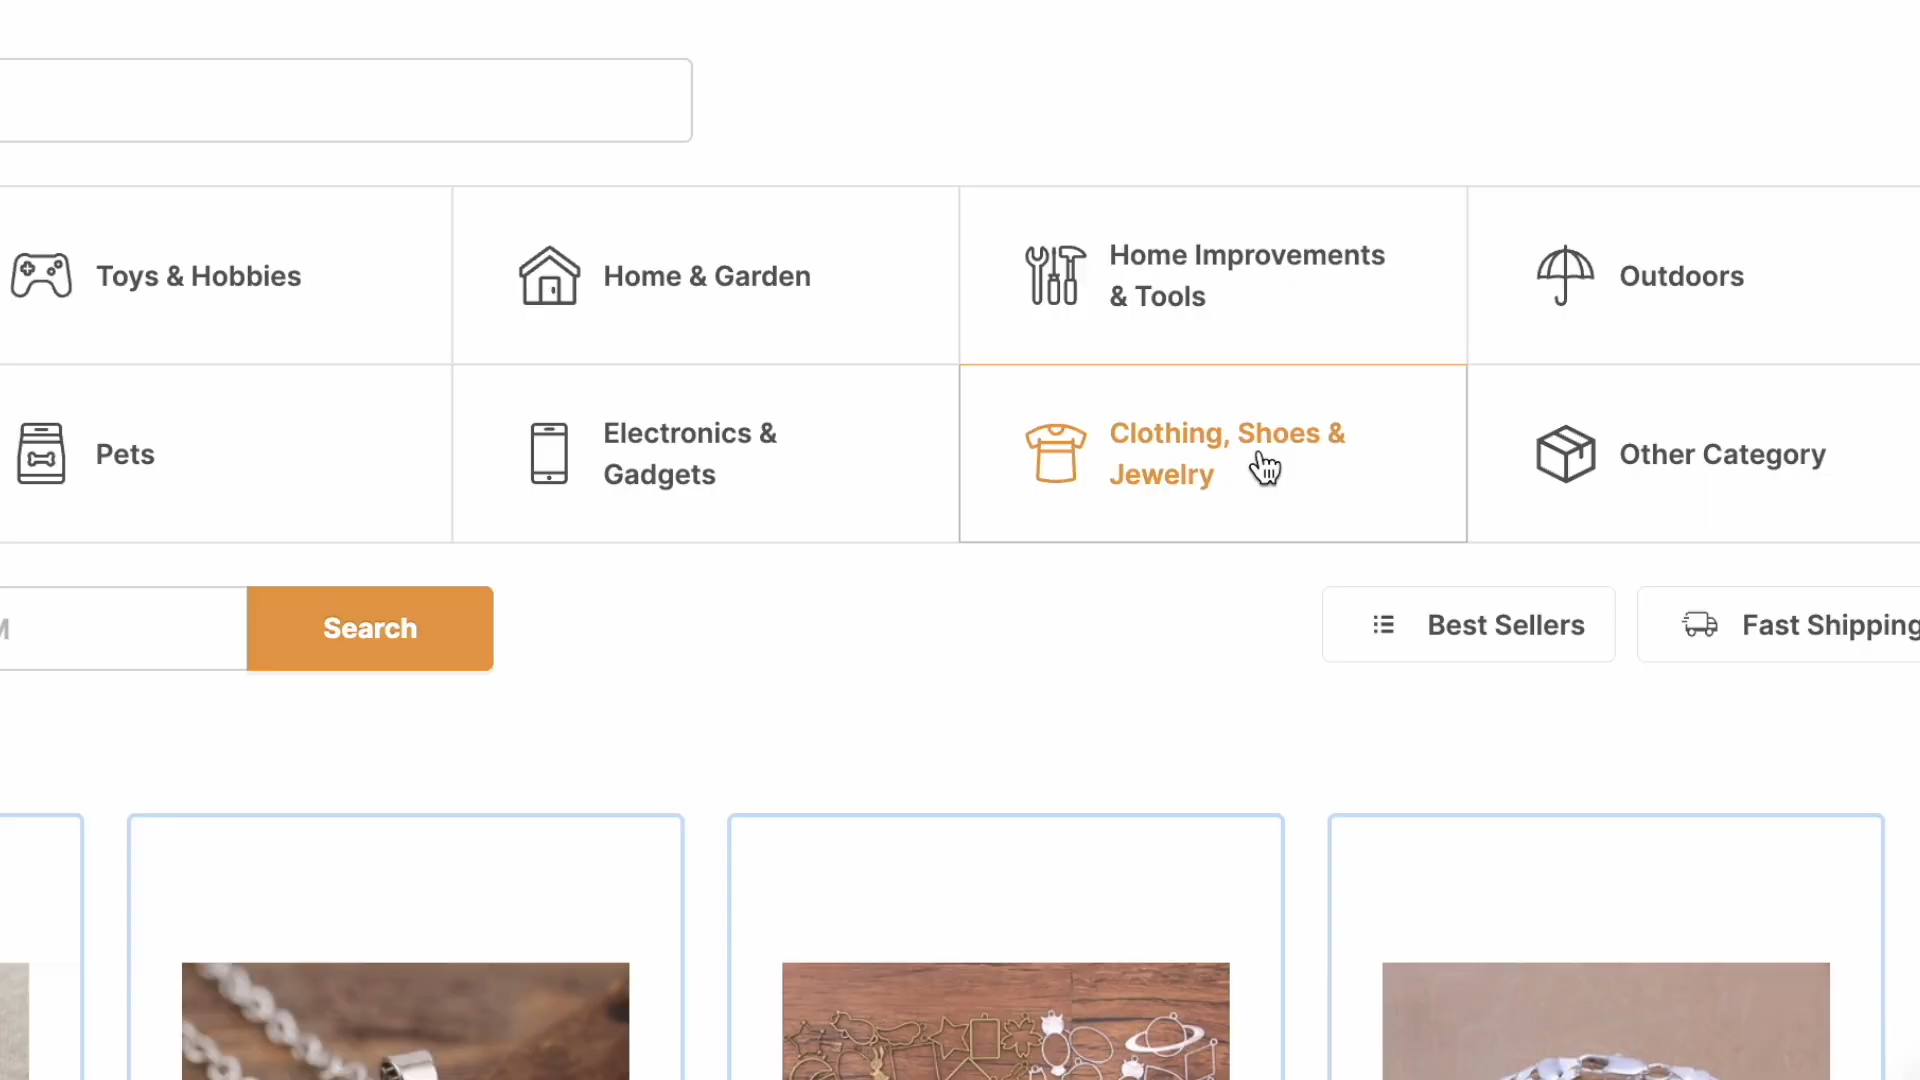 Toys & Hobbies
Home & Garden
Home Improvements
& Tools
Outdoors
Pets
Electronics &
Gadgets
Clothing, Shoes &
Jewelry
Other Category
Search
Best Sellers
Fast Shipping